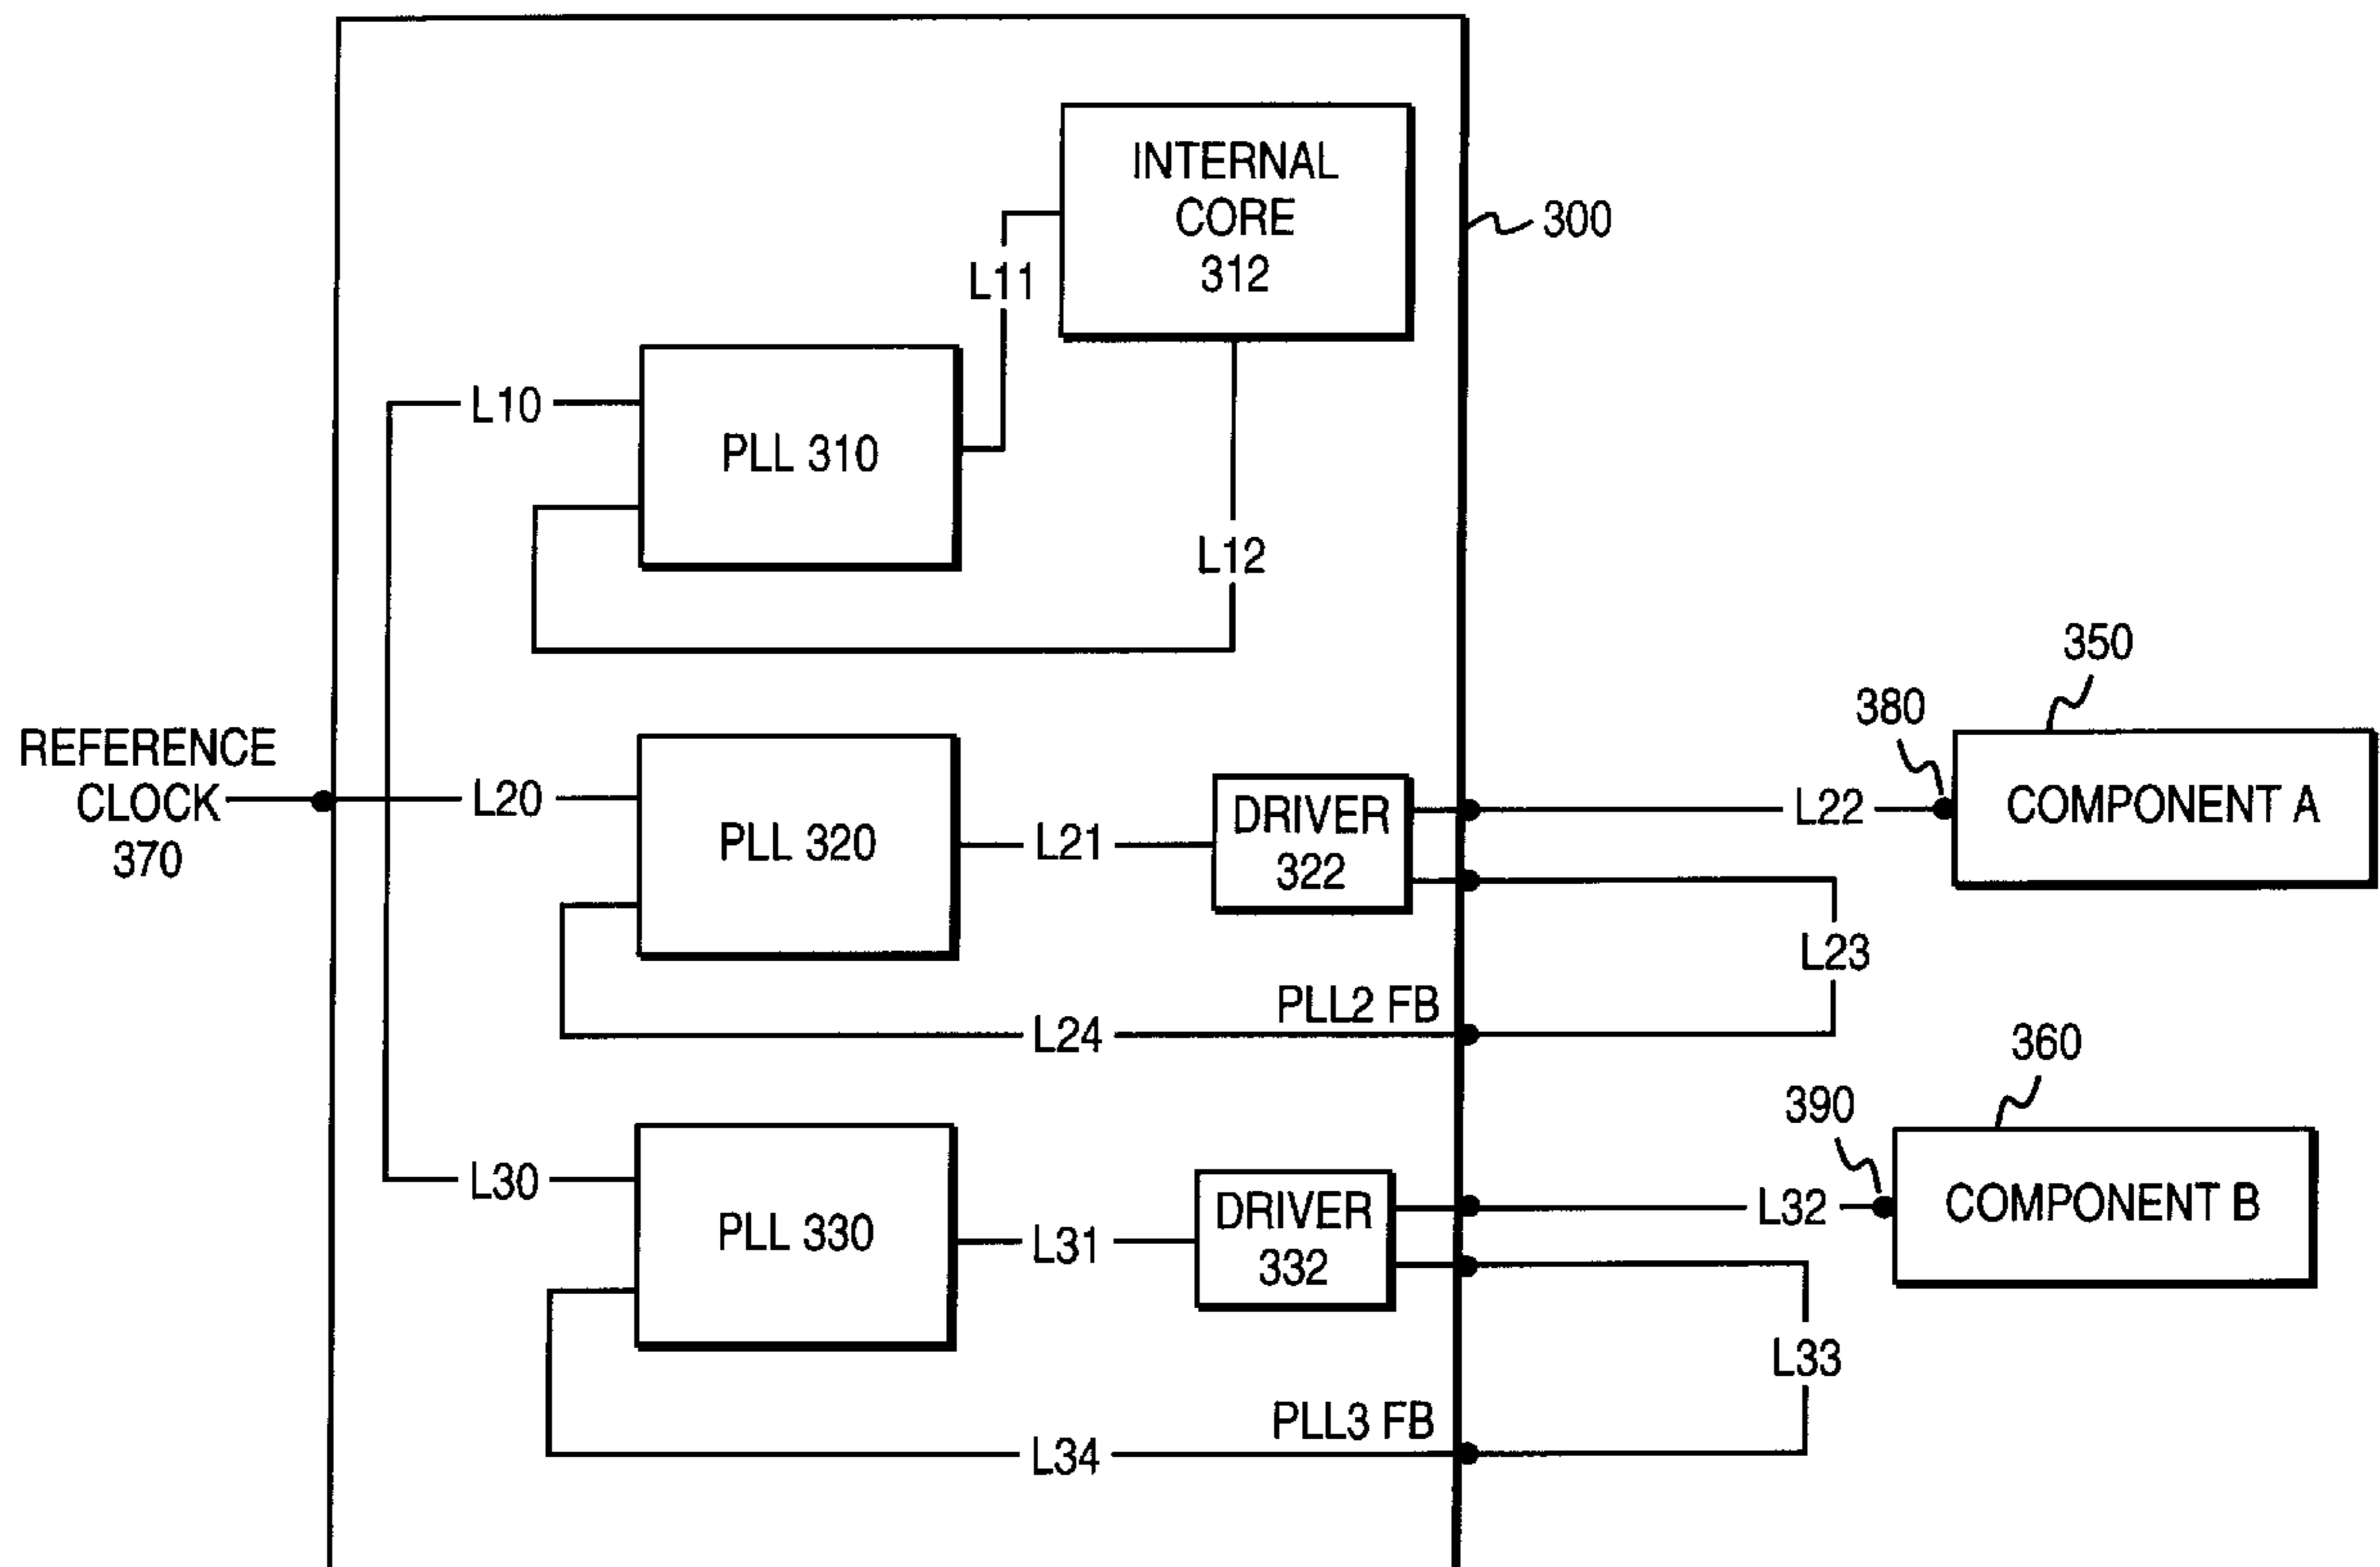 INTERNAL
CORE
312
300
L11
L10
PLL 310
L12
350
380
REFERENCE
CLOCK
370
L20
PLL 320
L21
DRIVER
322
L22
COMPONENT A
L23
PLL2 FB
L24
360
390
L30
PLL 330
L31
DRIVER
332
L32
COMPONENT B
L33
PLL3 FB
L34